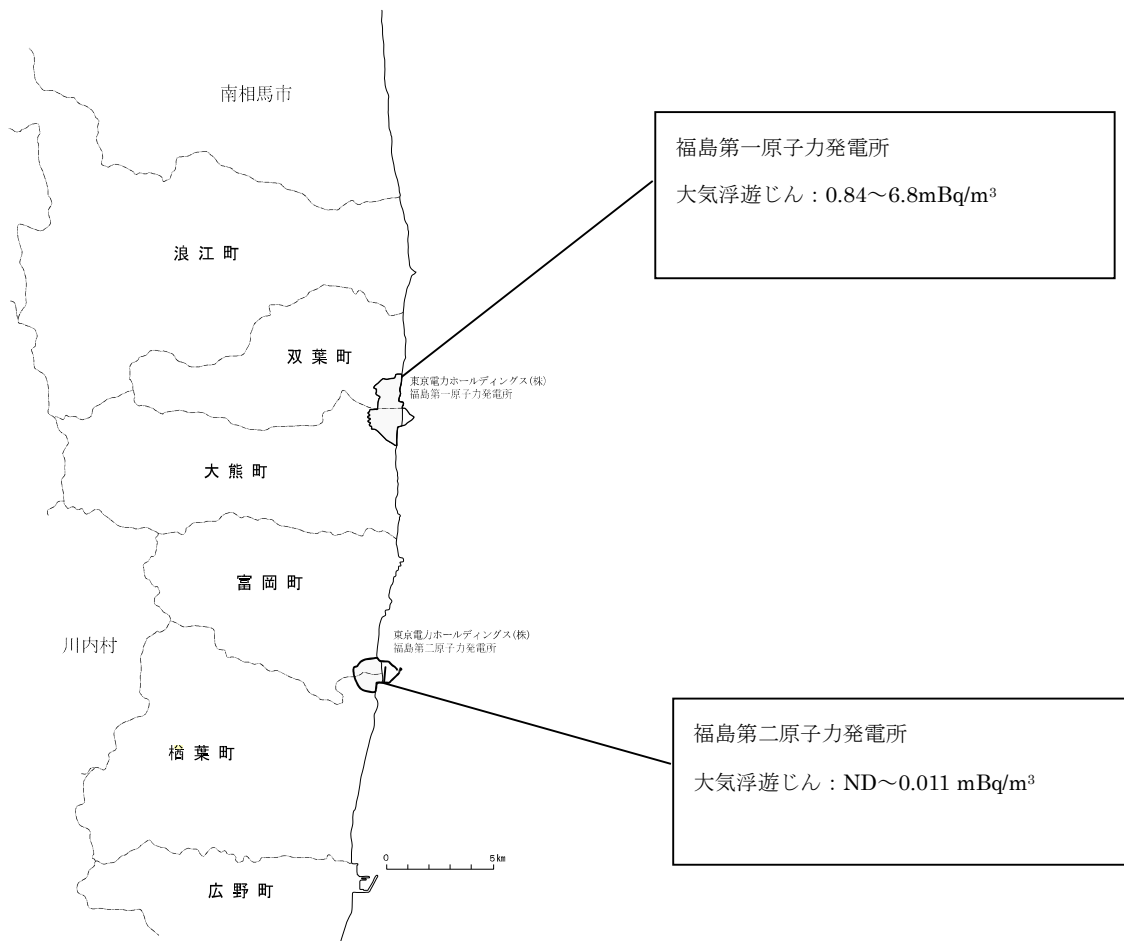 南相馬市
福島第一原子力発電所
大気浮遊じん：0.84～6.8mBq/m³
浪江町
双葉町
東京電力ホールディングス(株)
福島第一原子力発電所
大熊町
富岡町
東京電力ホールディングス(株)
福島第二原子力発電所
川内村
福島第二原子力発電所
大気浮遊じん：ND～0.011 mBq/m³
楢葉町
0 5km
広野町